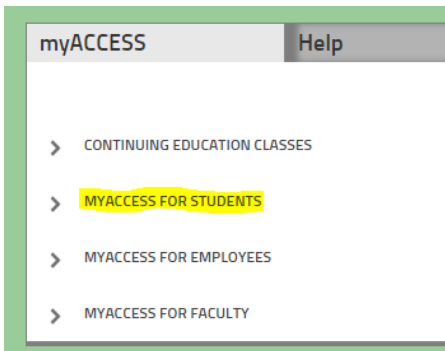 myACCESS Help
CONTINUING EDUCATION CLASSES
MYACCESS FOR STUDENTS
MYACCESS FOR EMPLOYEES
MYACCESS FOR FACULTY